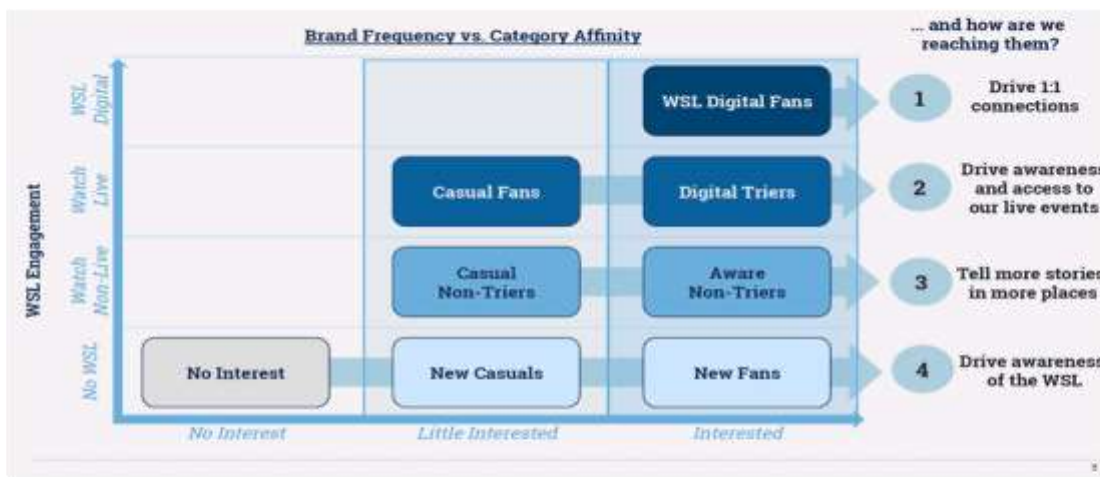 Brand Frequency vs. Category Affinity
... and how are we
reaching them?
WSL Engagement
WSL
Digital
WSL Digital Fans
1
Drive 1:1
connections
Watch
Live
Casual Fans
Digital Triers
2
Drive awareness
and access to
our live events
Watch
Non-Live
Casual
Non-Triers
Aware
Non-Triers
3
Tell more stories
in more places
No WSL
No Interest
New Casuals
New Fans
4
Drive awareness
of the WSL
No Interest
Little Interested
Interested